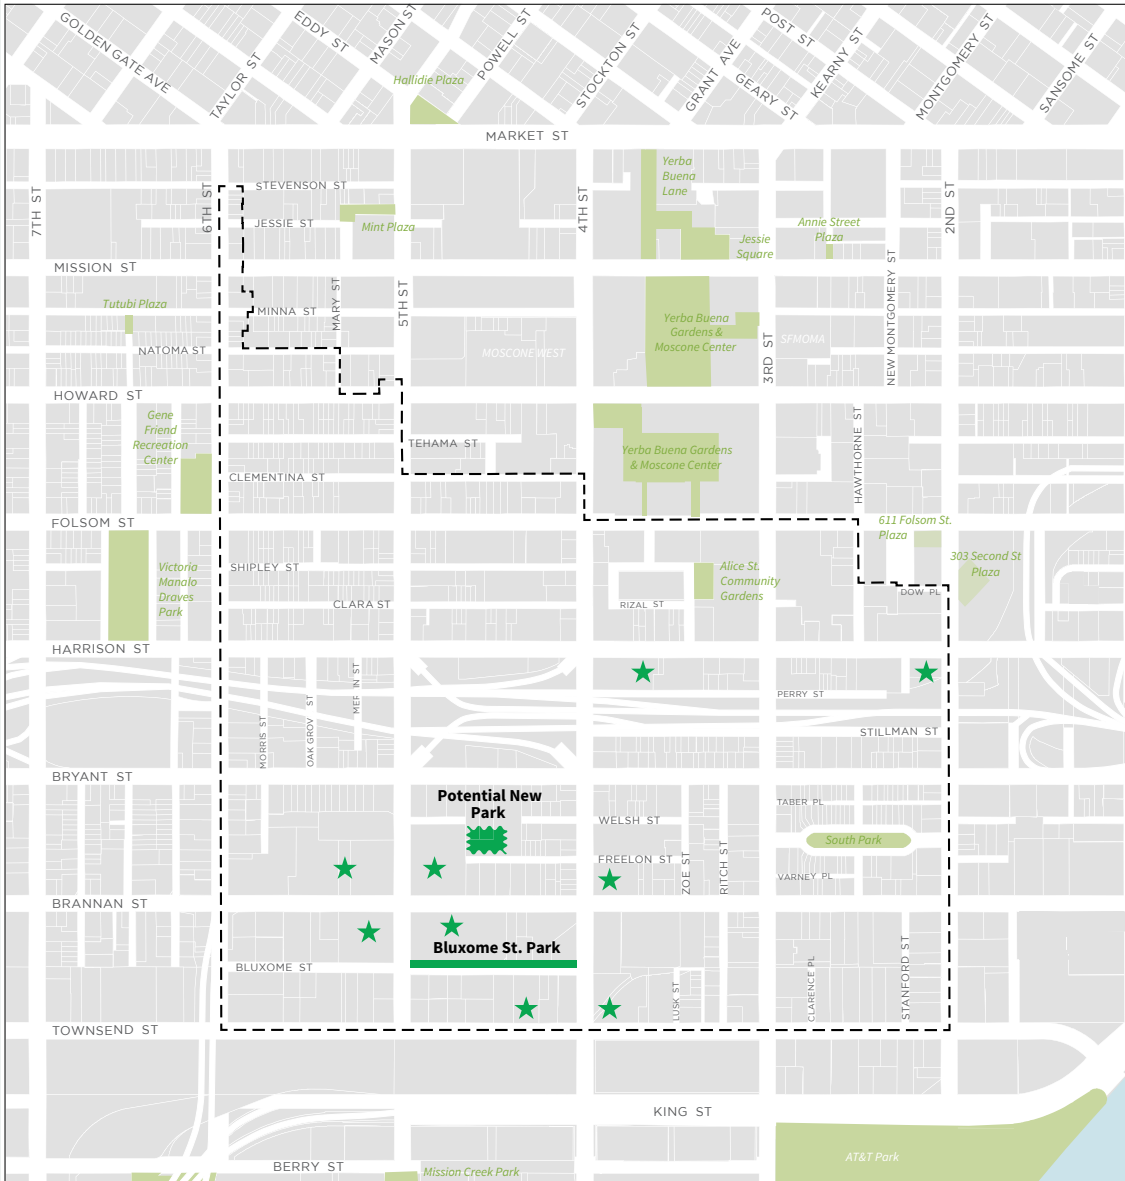 GOLDEN GATE AVE
TAYLOR ST
EDDY ST
MASON ST
POWELL ST
STOCKTON ST
GRANT AVE
POST ST
GEARY ST
KEARNY ST
MONTGOMERY ST
SANSOME ST
Hallidie Plaza
MARKET ST
7TH ST
6TH ST
STEVENSON ST
JESSIE ST
Mint Plaza
4TH ST
Yerba
Buena
Lane
Jessie
Square
Annie Street
Plaza
2ND ST
MISSION ST
Tutubi Plaza
MINNA ST
MARY ST
5TH ST
NATOMA ST
MOSCONE WEST
Yerba Buena
Gardens &
Moscone Center
3RD ST
SFMOMA
NEW MONTGOMERY ST
HOWARD ST
Gene
Friend
Recreation
Center
TEHAMA ST
CLEMENTINA ST
Yerba Buena Gardens
& Moscone Center
HAWTHORNE ST
FOLSOM ST
611 Folsom St.
Plaza
303 Second St
Plaza
Victoria
Manalo
Draves
Park
SHIPLEY ST
CLARA ST
RIZAL ST
Alice St.
Community
Gardens
DOW PL
HARRISON ST
MORRIS ST
OAK GROV ST
MER IN ST
PERRY ST
STILLMAN ST
BRYANT ST
Potential New
Park
WELSH ST
FREELON ST
ZOE ST
RITCH ST
TABER PL
South Park
VARNEY PL
BRANNAN ST
Bluxome St. Park
BLUXOME ST
LUSK ST
CLARENCE PL
STANFORD ST
TOWNSEND ST
KING ST
BERRY ST
Mission Creek Park
AT&T Park